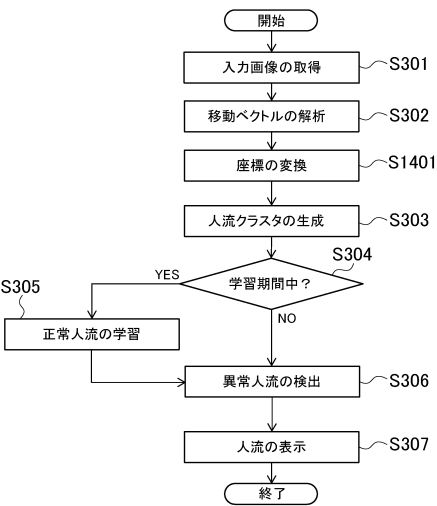 開始
入力画像の取得
S301
移動ベクトルの解析
S302
座標の変換
S1401
人流クラスタの生成
S303
S304
学習期間中？
YES
NO
S305
正常人流の学習
異常人流の検出
S306
人流の表示
S307
終了